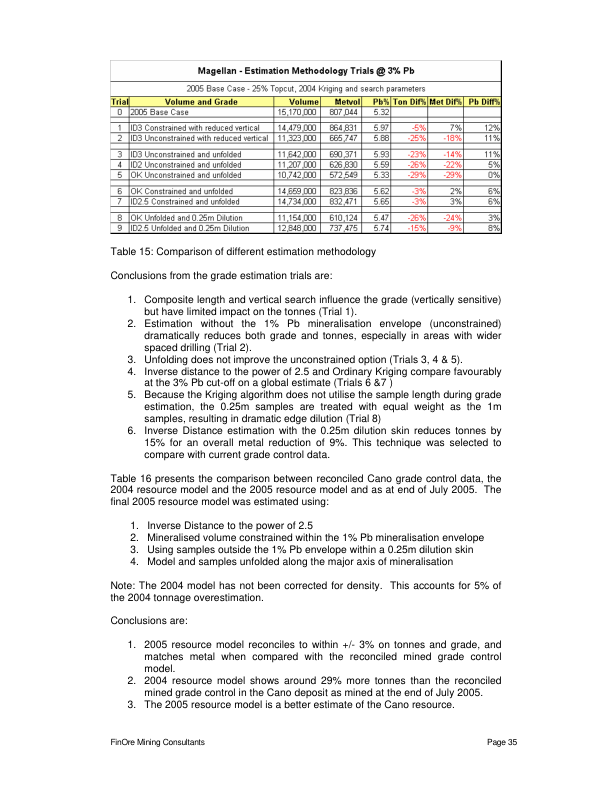 Magellan - Estimation Methodology Trials @ 3% Pb
2005 Base Case - 25% Topcut, 2004 Kriging and search parameters
Trial Volume and Grade Volume Metvol Pb% Ton Dif% Met Dif% Pb Diff%
0 2005 Base Case 15,170,000 807,044 5.32
1 ID3 Constrained with reduced vertical 14,479,000 864,831 5.97 -5% 7% 12%
2 ID3 Unconstrained with reduced vertical 11,323,000 665,747 5.88 -25% -18% 11%
3 ID3 Unconstrained and unfolded 11,642,000 690,371 5.93 -23% -14% 11%
4 ID2 Unconstrained and unfolded 11,207,000 626,830 5.59 -26% -22% 5%
5 OK Unconstrained and unfolded 10,742,000 572,549 5.33 -29% -29% 0%
6 OK Constrained and unfolded 14,659,000 823,836 5.62 -3% 2% 6%
7 ID2.5 Constrained and unfolded 14,734,000 832,471 5.65 -3% 3% 6%
8 OK Unfolded and 0.25m Dilution 11,154,000 610,124 5.47 -26% -24% 3%
9 ID2.5 Unfolded and 0.25m Dilution 12,848,000 737,475 5.74 -15% -9% 8%
Table 15: Comparison of different estimation methodology
Conclusions from the grade estimation trials are:
1. Composite length and vertical search influence the grade (vertically sensitive)
but have limited impact on the tonnes (Trial 1).
2. Estimation without the 1% Pb mineralisation envelope (unconstrained)
dramatically reduces both grade and tonnes, especially in areas with wider
spaced drilling (Trial 2).
3. Unfolding does not improve the unconstrained option (Trials 3, 4 & 5).
4. Inverse distance to the power of 2.5 and Ordinary Kriging compare favourably
at the 3% Pb cut-off on a global estimate (Trials 6 &7 )
5. Because the Kriging algorithm does not utilise the sample length during grade
estimation, the 0.25m samples are treated with equal weight as the 1m
samples, resulting in dramatic edge dilution (Trial 8)
6. Inverse Distance estimation with the 0.25m dilution skin reduces tonnes by
15% for an overall metal reduction of 9%. This technique was selected to
compare with current grade control data.
Table 16 presents the comparison between reconciled Cano grade control data, the
2004 resource model and the 2005 resource model and as at end of July 2005. The
final 2005 resource model was estimated using:
1. Inverse Distance to the power of 2.5
2. Mineralised volume constrained within the 1% Pb mineralisation envelope
3. Using samples outside the 1% Pb envelope within a 0.25m dilution skin
4. Model and samples unfolded along the major axis of mineralisation
Note: The 2004 model has not been corrected for density. This accounts for 5% of
the 2004 tonnage overestimation.
Conclusions are:
1. 2005 resource model reconciles to within +/- 3% on tonnes and grade, and
matches metal when compared with the reconciled mined grade control
model.
2. 2004 resource model shows around 29% more tonnes than the reconciled
mined grade control in the Cano deposit as mined at the end of July 2005.
3. The 2005 resource model is a better estimate of the Cano resource.
FinOre Mining Consultants Page 35